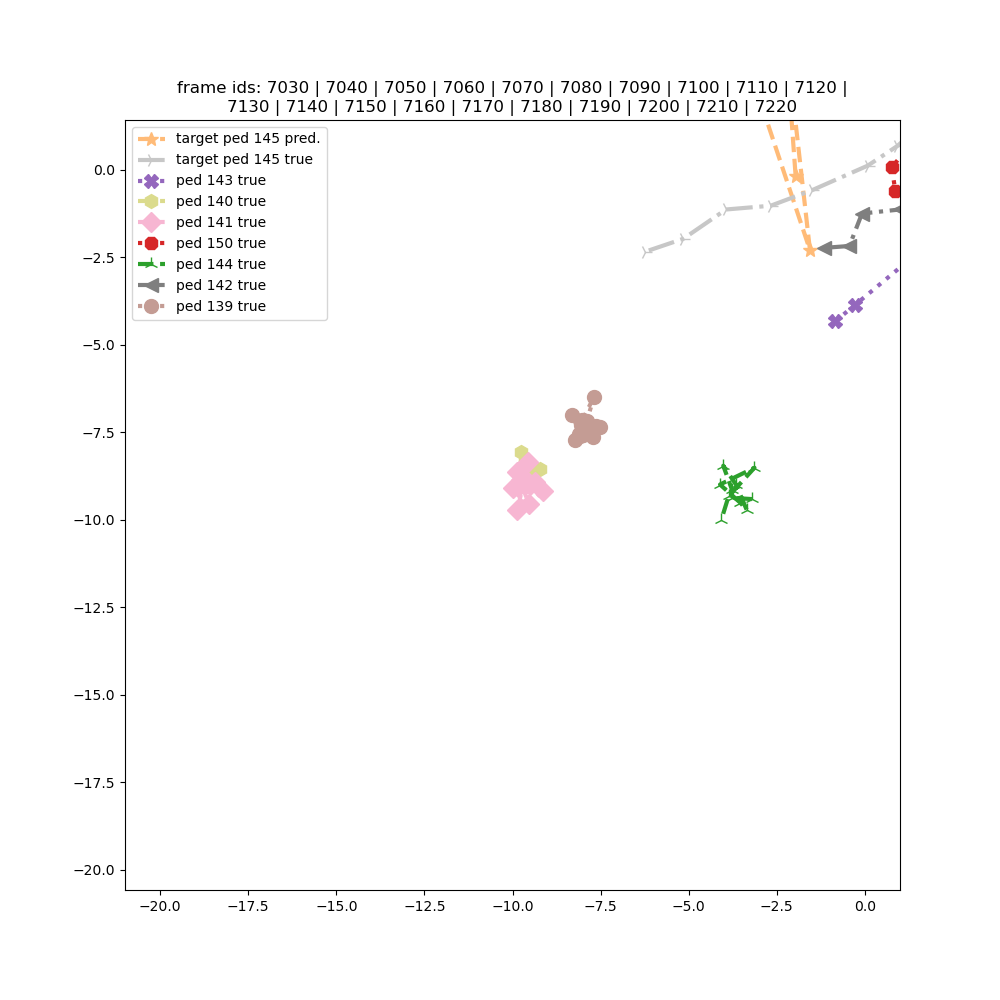 frame ids: 7030 | 7040 | 7050 | 7060 | 7070 | 7080 | 7090 | 7100 | 7110 | 7120 |
7130 | 7140 | 7150 | 7160 | 7170 | 7180 | 7190 | 7200 | 7210 | 7220
target ped 145 pred.
target ped 145 true
ped 143 true
ped 140 true
ped 141 true
ped 150 true
ped 144 true
ped 142 true
ped 139 true
0.0
−2.5
−5.0
−7.5
−10.0
−12.5
−15.0
−17.5
−20.0
−20.0 −17.5 −15.0 −12.5 −10.0 −7.5 −5.0 −2.5 0.0